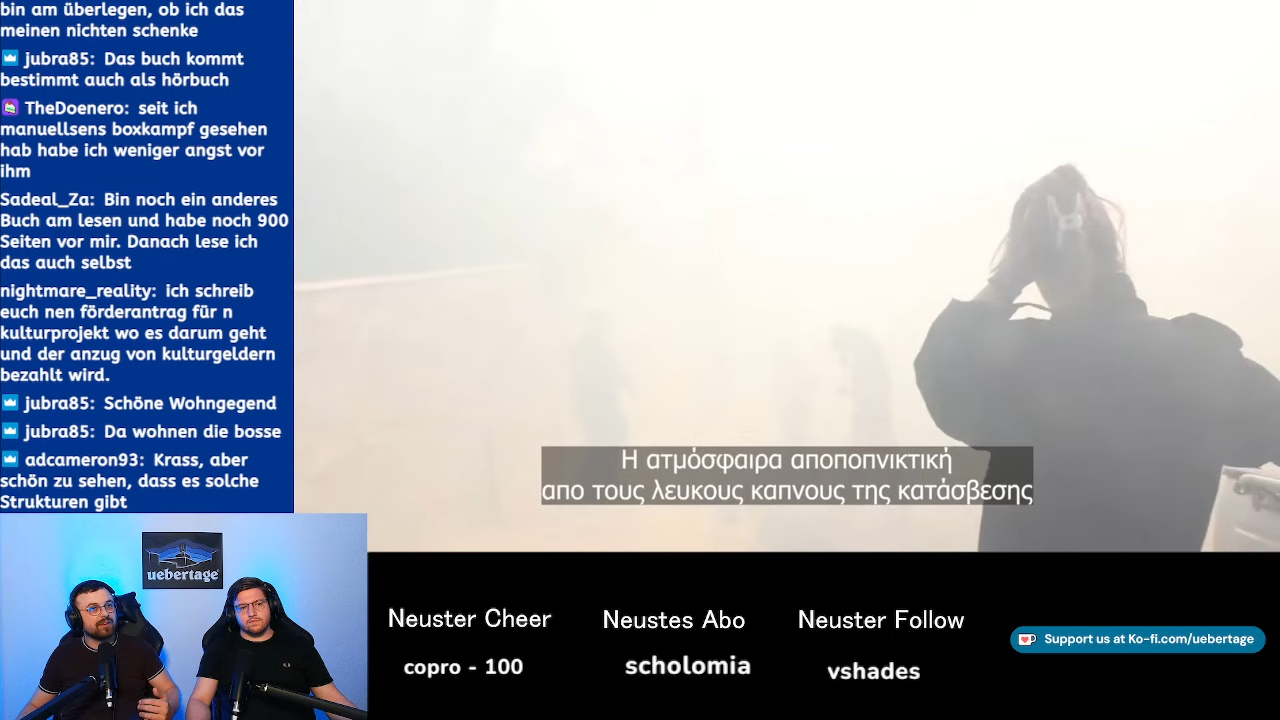 bin am überlegen, ob ich das
meinen nichten schenke
jubra85: Das buch kommt
bestimmt auch als hörbuch
TheDoenero: seit ich
manuellsens boxkampf gesehen
hab habe ich weniger angst vor
ihm
Sadeal_Za: Bin noch ein anderes
Buch am lesen und habe noch 900
Seiten vor mir. Danach lese ich
das auch selbst
nightmare_reality: ich schreib
euch nen förderantrag für n
kulturprojekt wo es darum geht
und der anzug von kulturgeldern
bezahlt wird.
jubra85: Schöne Wohngegend
jubra85: Da wohnen die bosse
adcameron93: Krass, aber
schön zu sehen, dass es solche
Strukturen gibt
Η ατμόσφαιρα αποποπνικτική
απο τους λευκους καπνους της κατάσβεσης
uebertage
Neuster Cheer
copro - 100
Neustes Abo
scholomia
Neuster Follow
vshades
Support us at Ko-fi.com/uebertage